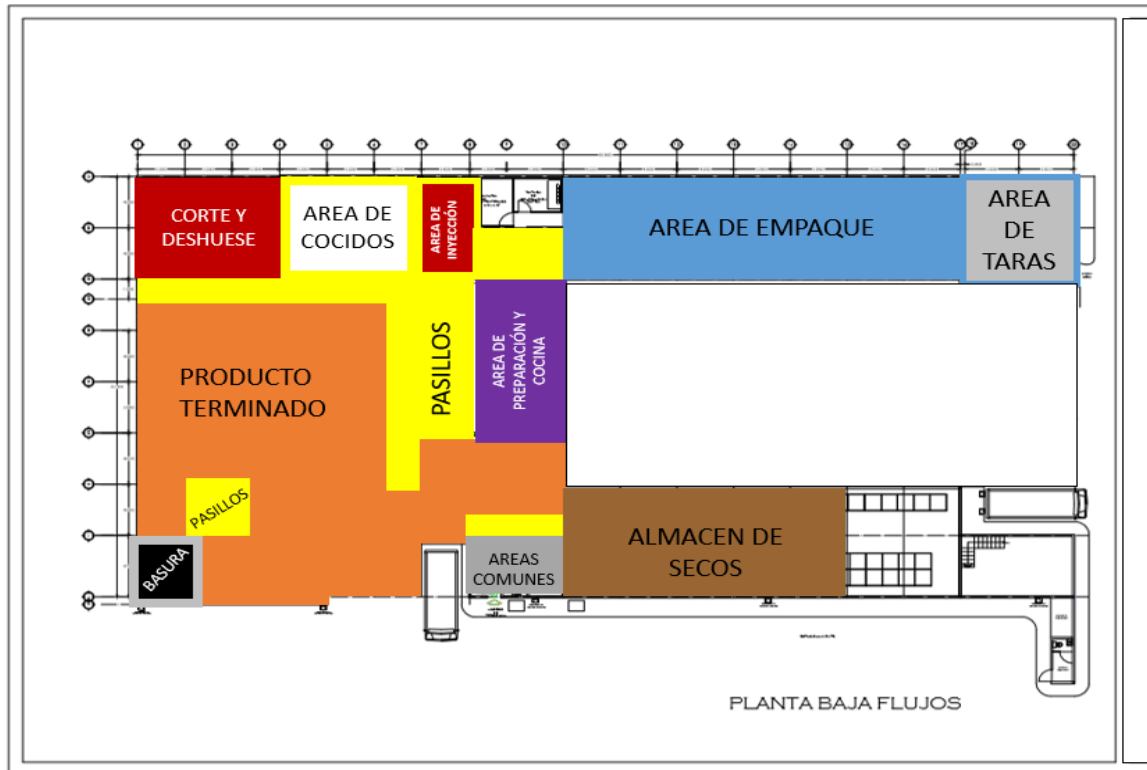 CORTE Y
DESHUESE
AREA DE
COCIDOS
AREA DE
INYECCIÓN
AREA DE EMPAQUE
AREA
DE
TARAS
PRODUCTO
TERMINADO
PASILLOS
AREA DE
PREPARACIÓN Y
COCINA
PASILLOS
BASURA
AREAS
COMUNES
ALMACEN DE
SECOS
PLANTA BAJA FLUJOS